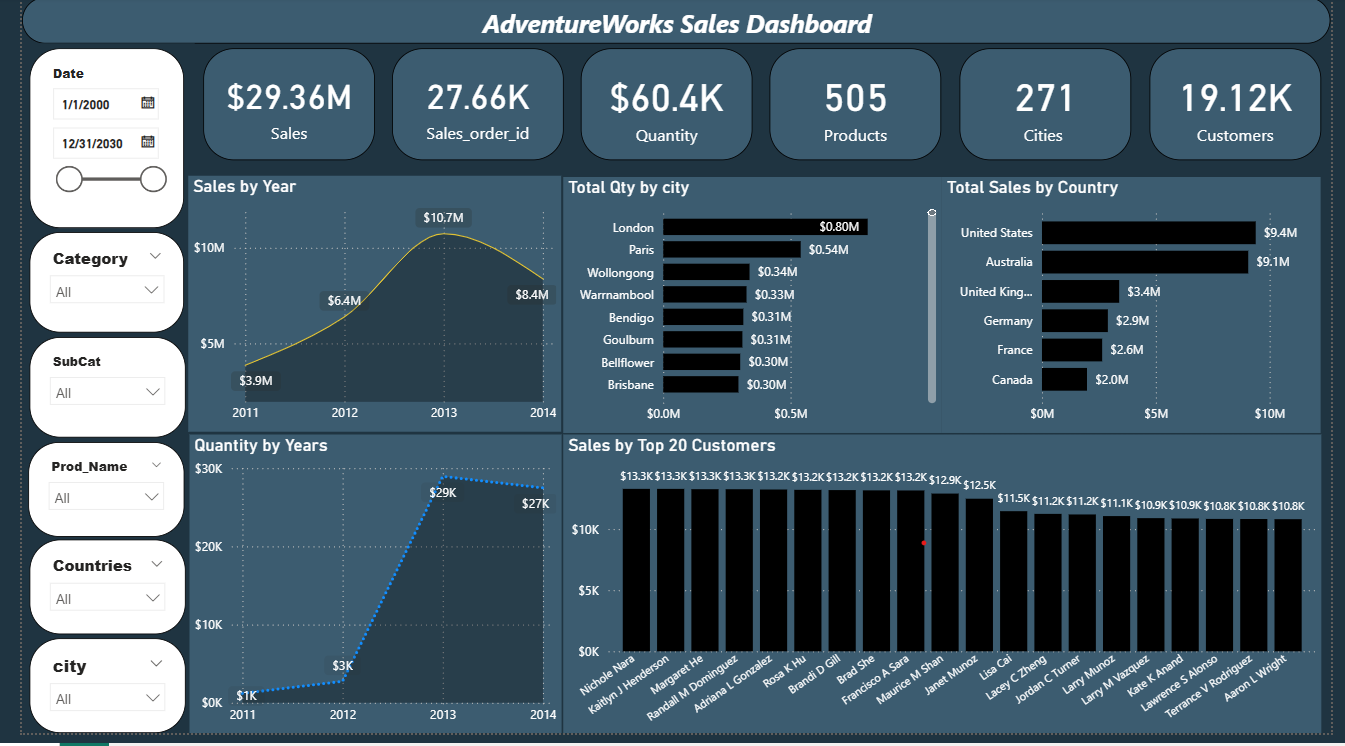 AdventureWorks Sales Dashboard
Date
1/1/2000
12/31/2030
Category
All
SubCat
All
Prod_Name
All
Countries
All
city
All
$29.36M
Sales
27.66K
Sales_order_id
$60.4K
Quantity
505
Products
271
Cities
19.12K
Customers
Sales by Year
$10M
$5M
$3.9M
$6.4M
$10.7M
$8.4M
2011 2012 2013 2014
Total Qty by city
London $0.80M
Paris $0.54M
Wollongong $0.34M
Warrnambool $0.33M
Bendigo $0.31M
Goulburn $0.31M
Bellflower $0.30M
Brisbane $0.30M
$0.0M $0.5M
Total Sales by Country
United States $9.4M
Australia $9.1M
United King... $3.4M
Germany $2.9M
France $2.6M
Canada $2.0M
$0M $5M $10M
Quantity by Years
$30K
$20K
$10K
$0K
$1K
$3K
$29K
$27K
2011 2012 2013 2014
Sales by Top 20 Customers
$13.3K $13.3K $13.3K $13.3K $13.2K $13.2K $13.2K $13.2K $13.2K $12.9K $12.5K $11.5K $11.2K $11.2K $11.1K $10.9K $10.9K $10.8K $10.8K $10.8K
$10K
$5K
$0K
Nichole Nara
Kaitlyn J Henderson
Margaret He
Randall M Dominguez
Adriana L Gonzalez
Rosa K Hu
Brandi D Gill
Brad She
Francisco A Sara
Maurice M Shan
Janet Munoz
Lisa Cai
Lacey C Zheng
Jordan C Turner
Larry Munoz
Larry M Vazquez
Kate K Anand
Lawrence S Alonso
Terrance V Rodriguez
Aaron L Wright